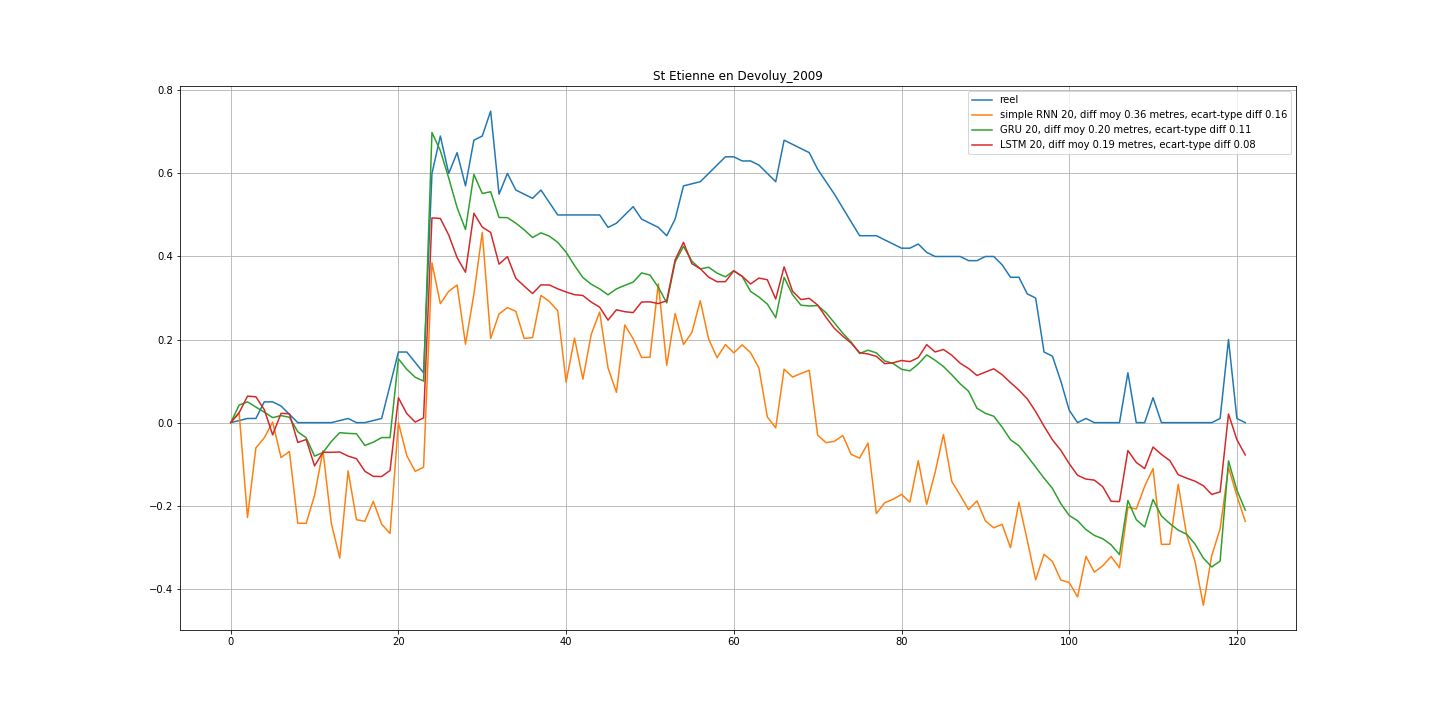 St Etienne en Devoluy_2009
reel
simple RNN 20, diff moy 0.36 metres, ecart-type diff 0.16
GRU 20, diff moy 0.20 metres, ecart-type diff 0.11
LSTM 20, diff moy 0.19 metres, ecart-type diff 0.08
0.8
0.6
0.4
0.2
0.0
−0.2
−0.4
0 20 40 60 80 100 120